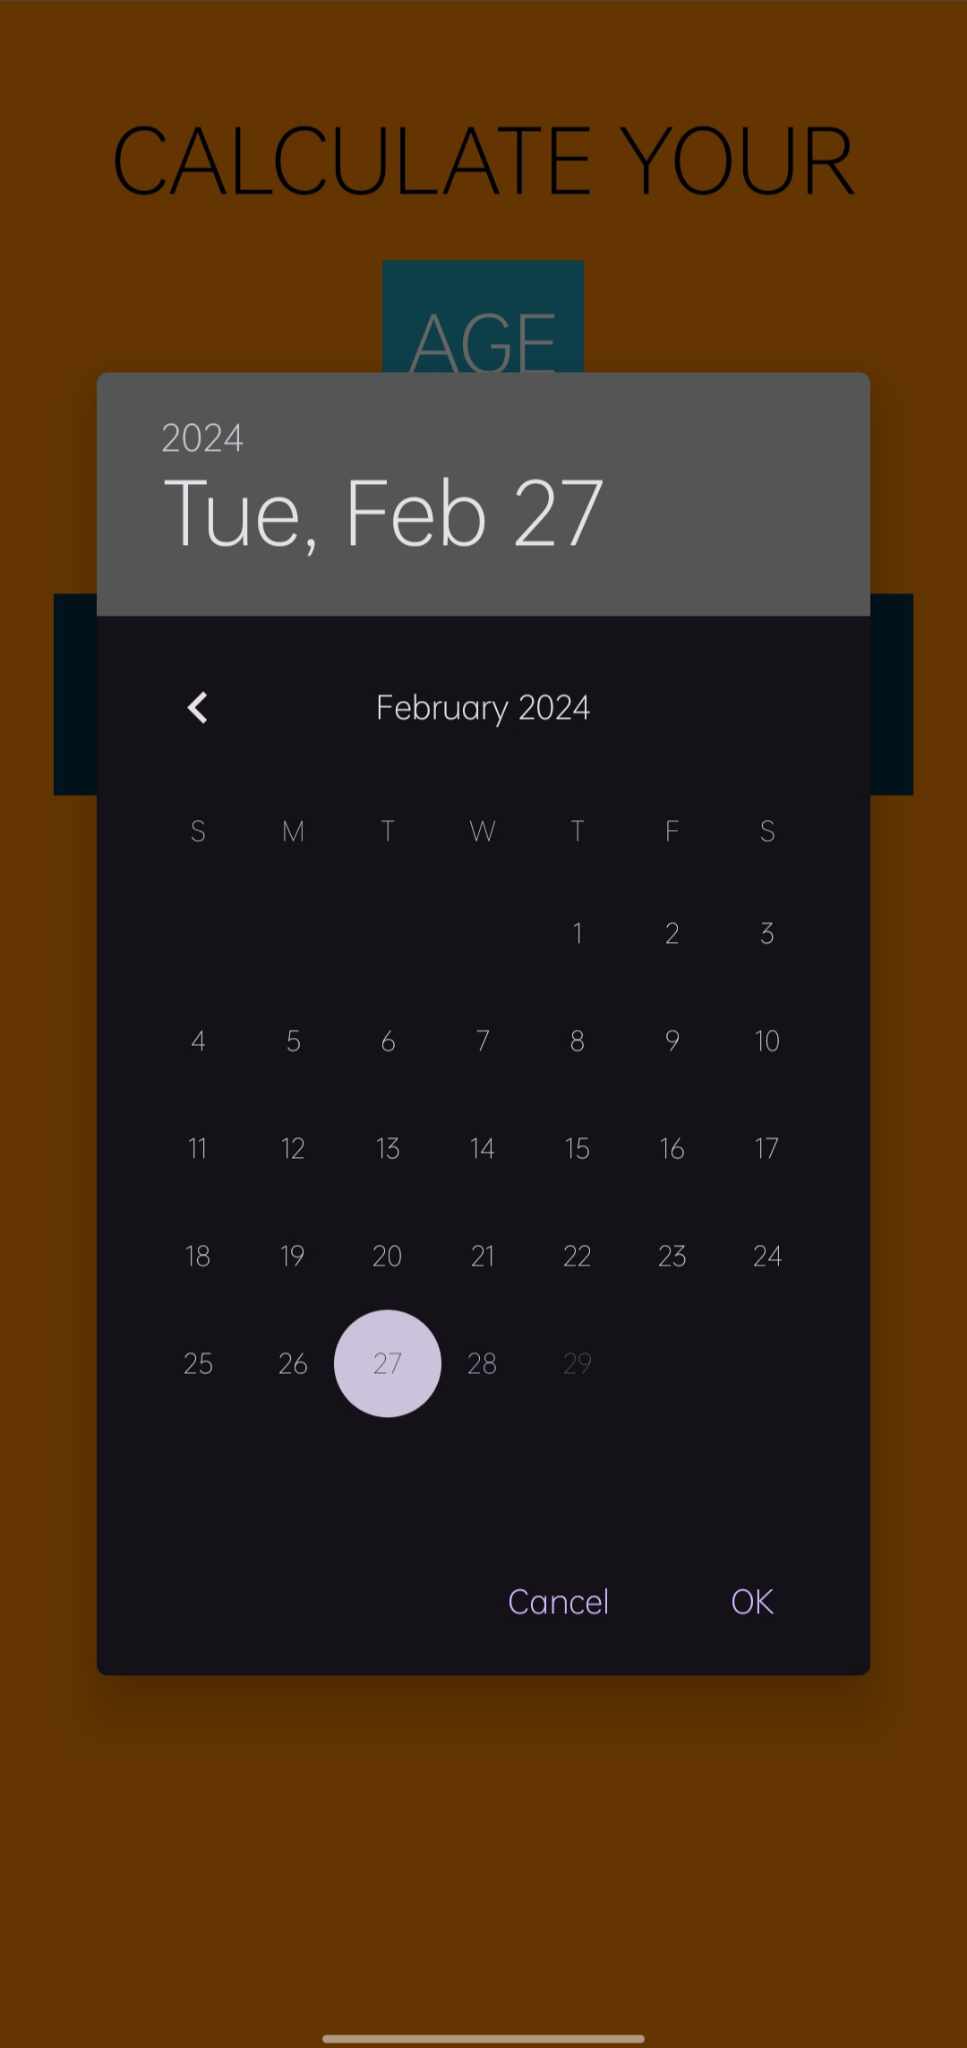 CALCULATE YOUR
AGE
2024
Tue, Feb 27
February 2024
S M T W T F S
1 2 3
4 5 6 7 8 9 10
11 12 13 14 15 16 17
18 19 20 21 22 23 24
25 26 27 28 29
Cancel OK